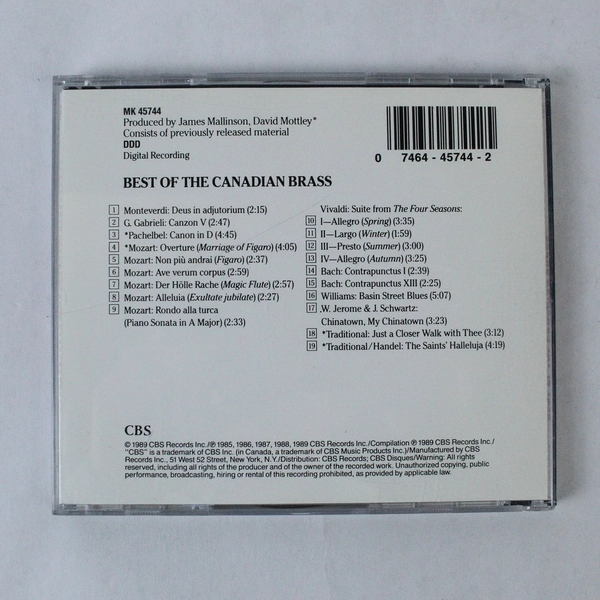 MK 45744
Produced by James Mallinson, David Mottley*
Consists of previously released material
DDD
Digital Recording
0 7464 - 45744 - 2
BEST OF THE CANADIAN BRASS
1 Monteverdi: Deus in adjutorium (2:15)
2 G. Gabrieli: Canzon V (2:47)
3 *Pachelbel: Canon in D (4:45)
4 *Mozart: Overture (Marriage of Figaro) (4:05)
5 Mozart: Non più andrai (Figaro) (2:37)
6 Mozart: Ave verum corpus (2:59)
7 Mozart: Der Hölle Rache (Magic Flute) (2:57)
8 Mozart: Alleluia (Exultate jubilate) (2:27)
9 Mozart: Rondo alla turca
(Piano Sonata in A Major) (2:33)
Vivaldi: Suite from The Four Seasons:
10 I—Allegro (Spring) (3:35)
11 II—Largo (Winter) (1:59)
12 III—Presto (Summer) (3:00)
13 IV—Allegro (Autumn) (3:25)
14 Bach: Contrapunctus I (2:39)
15 Bach: Contrapunctus XIII (2:25)
16 Williams: Basin Street Blues (5:07)
17 W. Jerome & J. Schwartz:
Chinatown, My Chinatown (3:23)
18 *Traditional: Just a Closer Walk with Thee (3:12)
19 *Traditional/Handel: The Saints' Halleluja (4:19)
CBS
© 1989 CBS Records Inc./℗ 1985, 1986, 1987, 1988, 1989 CBS Records Inc./Compilation ℗ 1989 CBS Records Inc./
"CBS" is a trademark of CBS Inc. (in Canada, a trademark of CBS Music Products Inc.)/Manufactured by CBS
Records Inc., 51 West 52 Street, New York, N.Y./Distribution: CBS Records; CBS Disques/Warning: All rights
reserved, including all rights of the producer and of the owner of the recorded work. Unauthorized copying, public
performance, broadcasting, hiring or rental of this recording prohibited, as provided by applicable law.